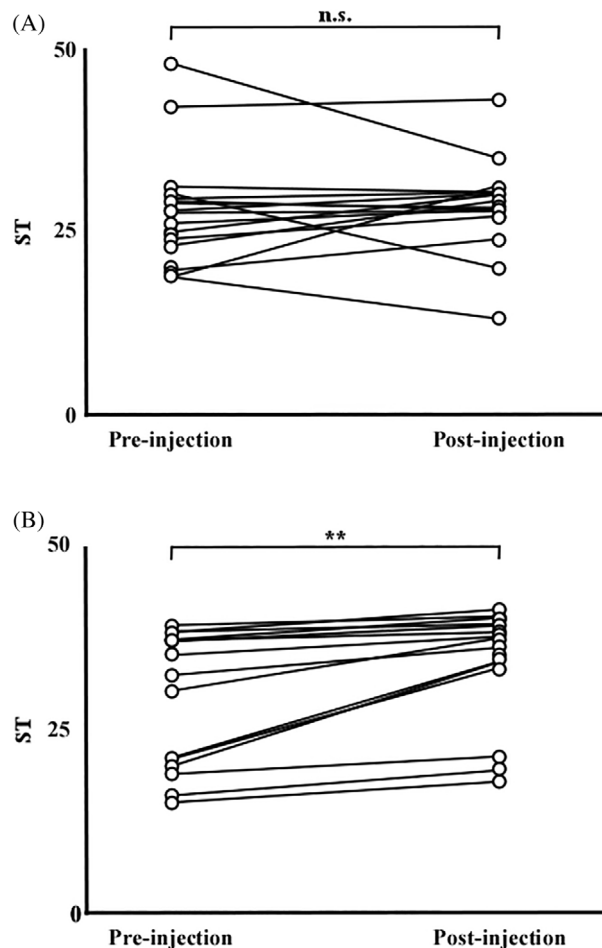 (A)
n.s.
50
25
ST
0
Pre-injection Post-injection
(B)
**
50
25
ST
0
Pre-injection Post-injection